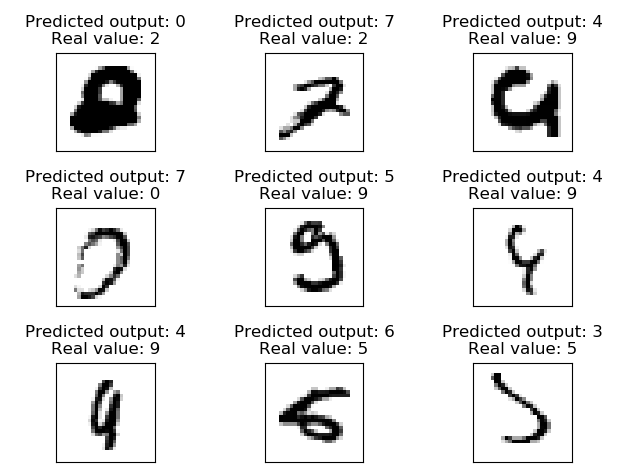 Predicted output: 0
Real value: 2
Predicted output: 7
Real value: 2
Predicted output: 4
Real value: 9
Predicted output: 7
Real value: 0
Predicted output: 5
Real value: 9
Predicted output: 4
Real value: 9
Predicted output: 4
Real value: 9
Predicted output: 6
Real value: 5
Predicted output: 3
Real value: 5